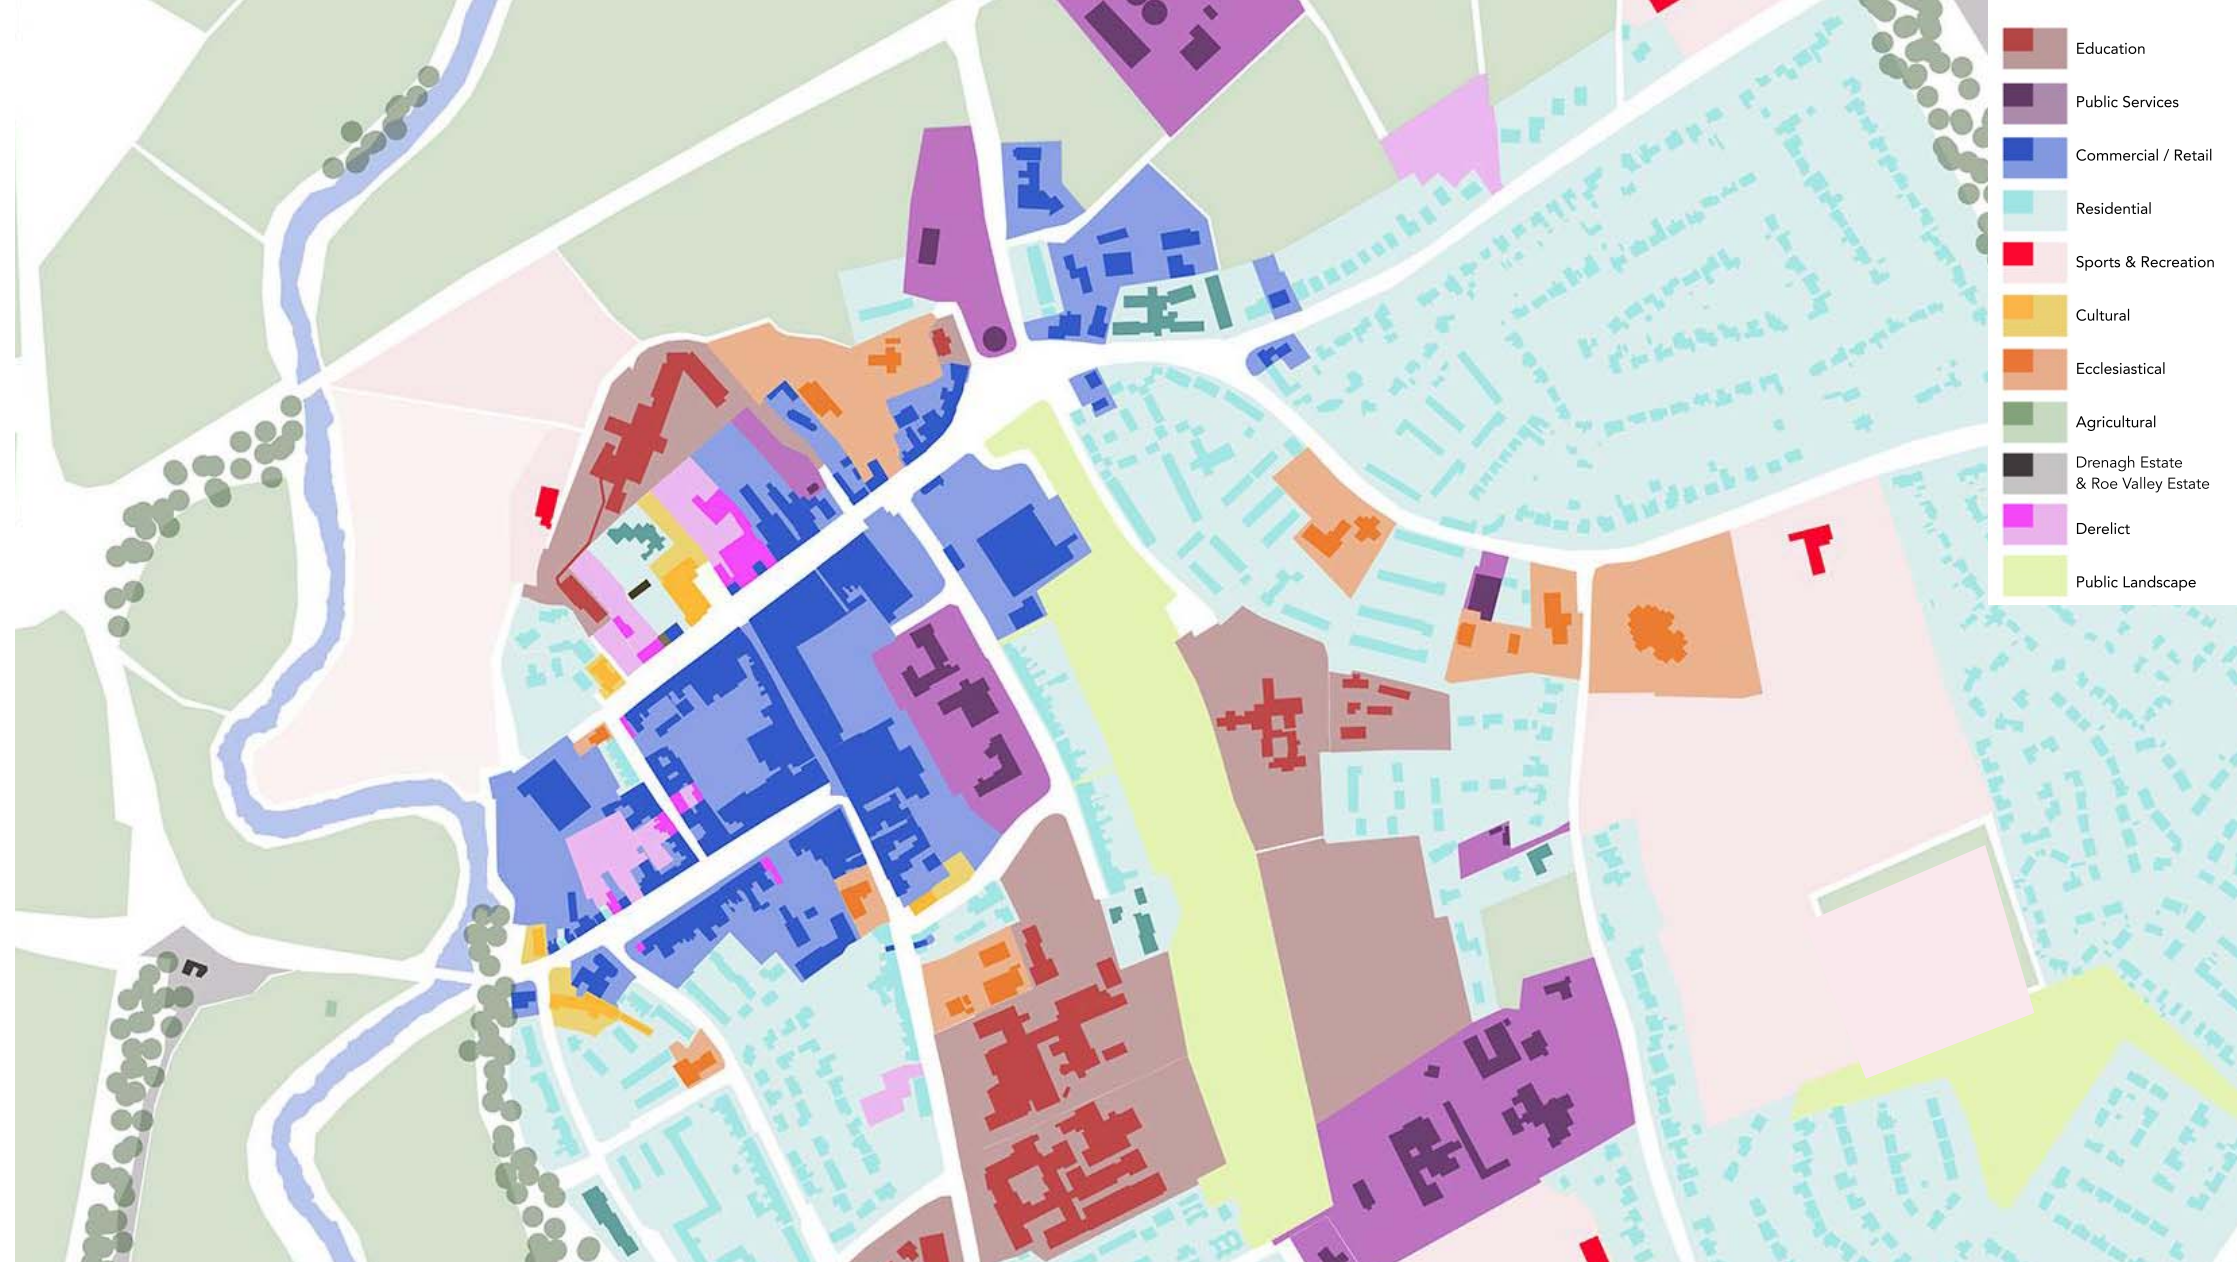 Education
Public Services
Commercial / Retail
Residential
Sports & Recreation
Cultural
Ecclesiastical
Agricultural
Drenagh Estate
& Roe Valley Estate
Derelict
Public Landscape